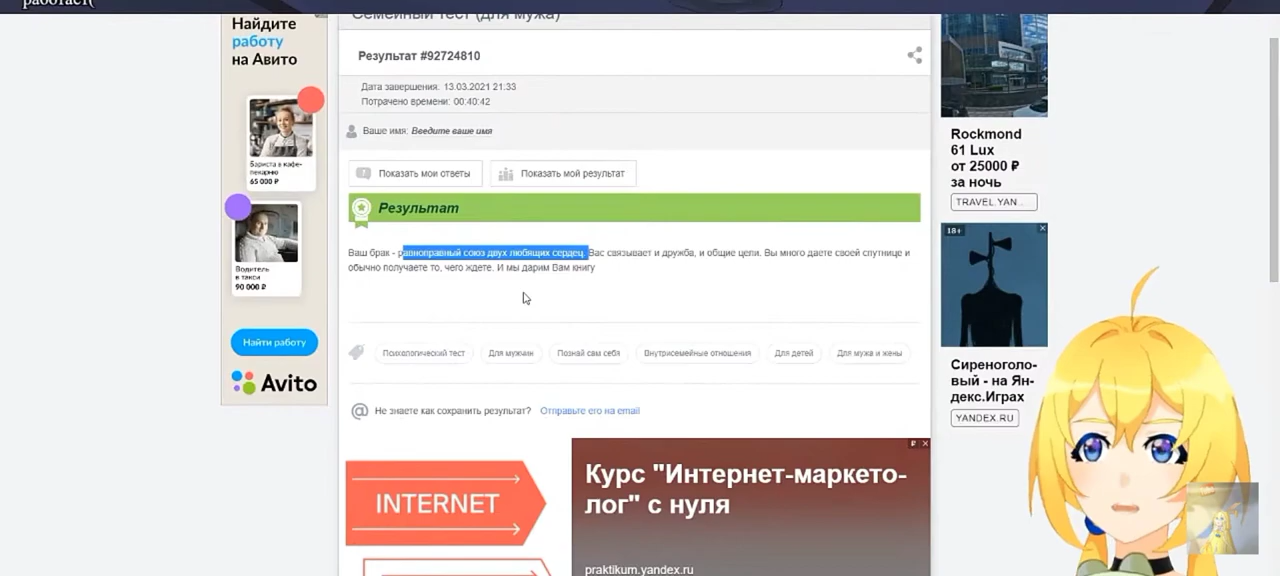 работает(
Найдите
работу
на Авито
Бариста в кафе-
пекарню
65 000 ₽
Водитель
в такси
90 000 ₽
Найти работу
Avito
Семейный тест (для мужа)
Результат #92724810
Дата завершения: 13.03.2021 21:33
Потрачено времени: 00:40:42
Ваше имя: Введите ваше имя
Показать мои ответы
Показать мой результат
Результат
Ваш брак - равноправный союз двух любящих сердец. Вас связывает и дружба, и общие цели. Вы много даете своей спутнице и
обычно получаете то, чего ждете. И мы дарим Вам книгу
Психологический тест
Для мужчин
Познай сам себя
Внутрисемейные отношения
Для детей
Для мужа и жены
@ Не знаете как сохранить результат? Отправьте его на email
INTERNET
Курс "Интернет-маркето-
лог" с нуля
praktikum.yandex.ru
Rockmond
61 Lux
от 25000 ₽
за ночь
TRAVEL.YAN...
18+
Сиреноголо-
вый - на Ян-
декс.Играх
YANDEX.RU